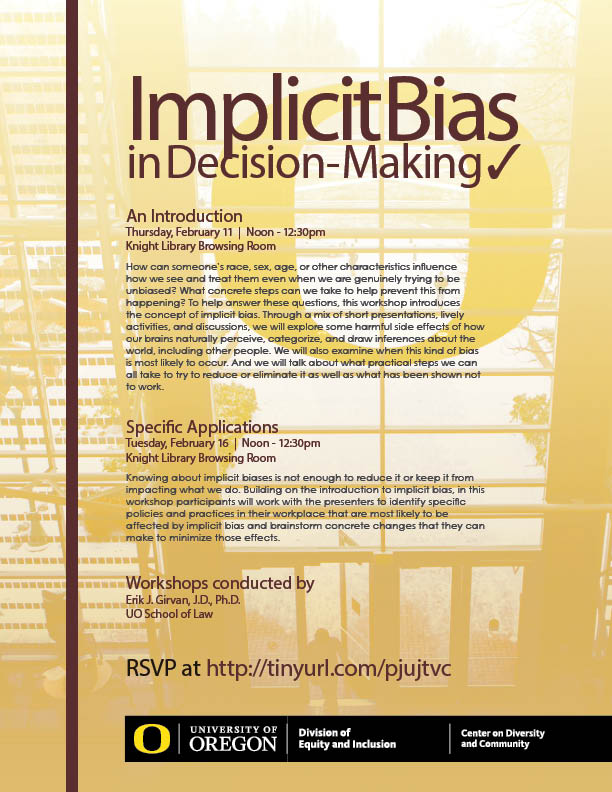 Implicit Bias
in Decision-Making✓
An Introduction
Thursday, February 11 | Noon - 12:30pm
Knight Library Browsing Room
How can someone's race, sex, age, or other characteristics influence
how we see and treat them even when we are genuinely trying to be
unbiased? What concrete steps can we take to help prevent this from
happening? To help answer these questions, this workshop introduces
the concept of implicit bias. Through a mix of short presentations, lively
activities, and discussions, we will explore some harmful side effects of how
our brains naturally perceive, categorize, and draw inferences about the
world, including other people. We will also examine when this kind of bias
is most likely to occur. And we will talk about what practical steps we can
all take to try to reduce or eliminate it as well as what has been shown not
to work.
Specific Applications
Tuesday, February 16 | Noon - 12:30pm
Knight Library Browsing Room
Knowing about implicit biases is not enough to reduce it or keep it from
impacting what we do. Building on the introduction to implicit bias, in this
workshop participants will work with the presenters to identify specific
policies and practices in their workplace that are most likely to be
affected by implicit bias and brainstorm concrete changes that they can
make to minimize those effects.
Workshops conducted by
Erik J. Girvan, J.D., Ph.D.
UO School of Law
RSVP at http://tinyurl.com/pjujtvc
O
UNIVERSITY OF
OREGON
Division of
Equity and Inclusion
Center on Diversity
and Community